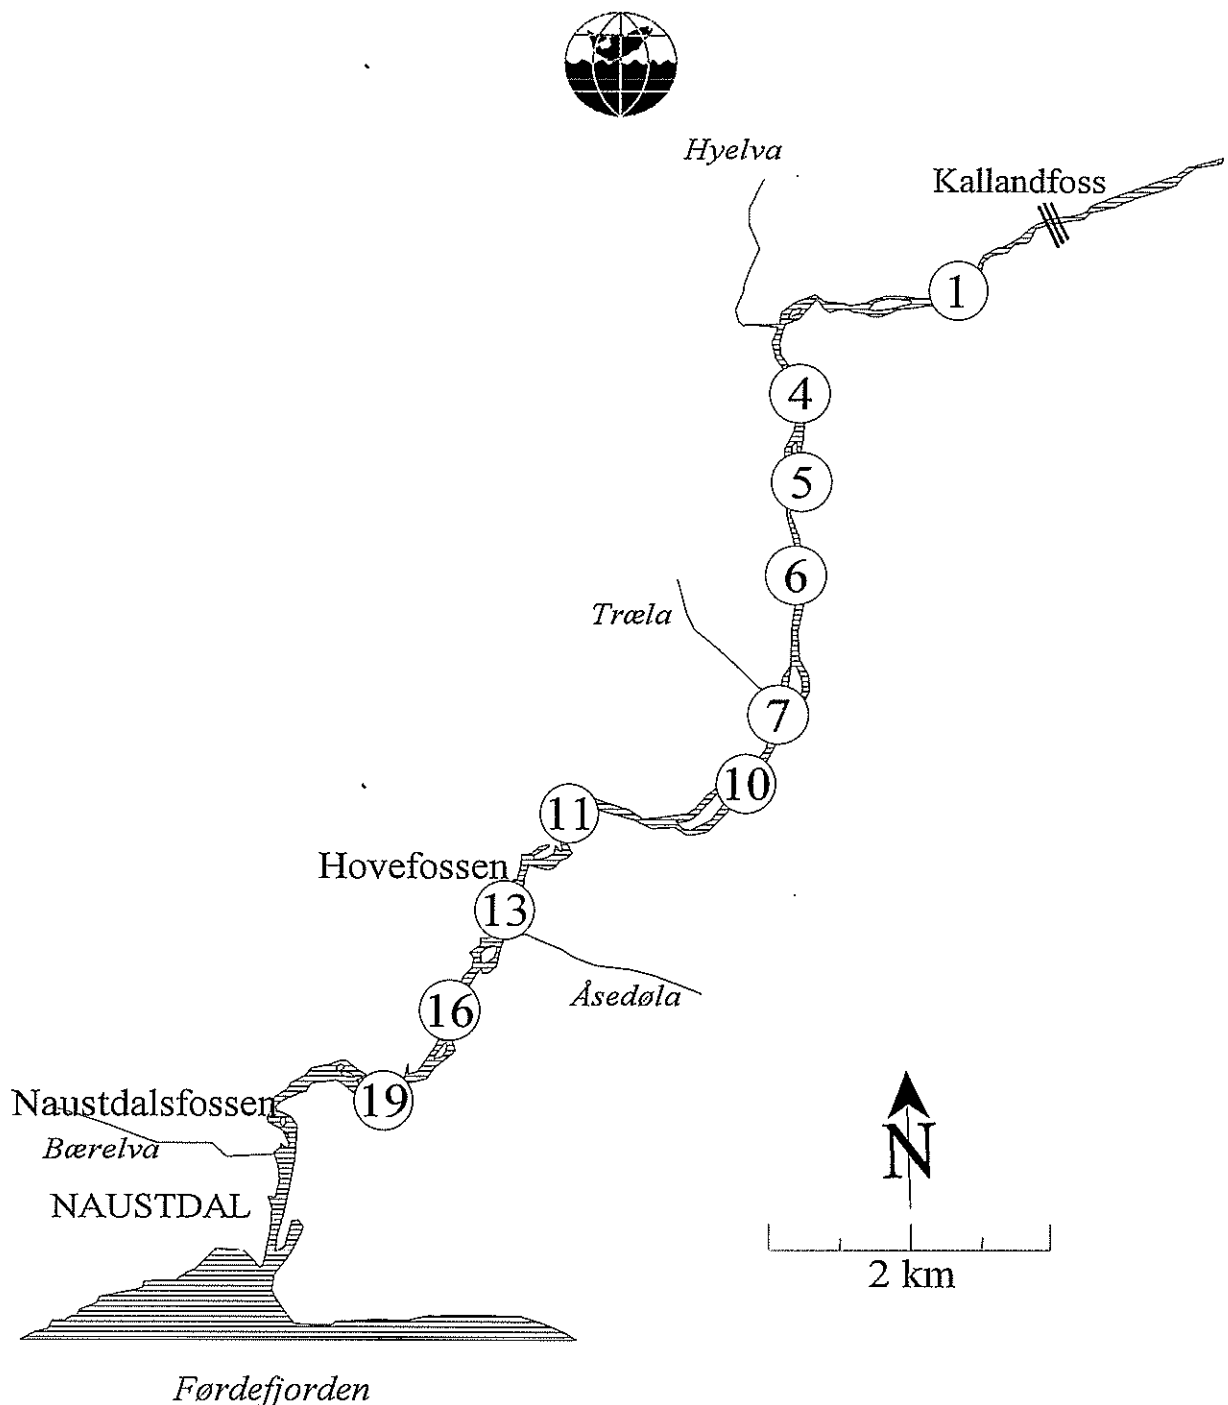 Hyelva
Kallandfoss
1
4
5
6
Træla
7
10
11
Hovefossen
13
Åsedøla
16
19
Naustdalsfossen
Bærelva
NAUSTDAL
N
2 km
Førdefjorden